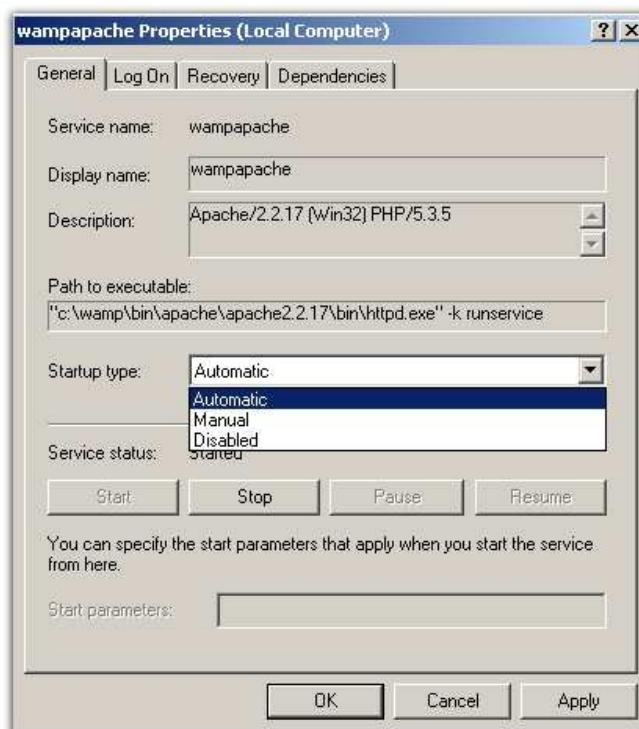 wampapache Properties (Local Computer)
General Log On Recovery Dependencies
Service name: wampapache
Display name: wampapache
Description: Apache/2.2.17 (Win32) PHP/5.3.5
Path to executable:
"c:\wamp\bin\apache\apache2.2.17\bin\httpd.exe" -k runservice
Startup type: Automatic
Automatic
Manual
Disabled
Service status: Started
Start Stop Pause Resume
You can specify the start parameters that apply when you start the service
from here.
Start parameters:
OK Cancel Apply